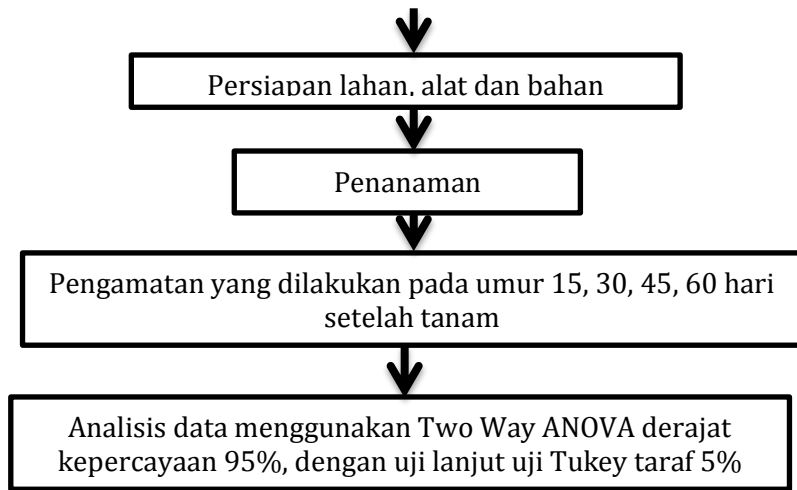 Persiapan lahan, alat dan bahan
Penanaman
Pengamatan yang dilakukan pada umur 15, 30, 45, 60 hari
setelah tanam
Analisis data menggunakan Two Way ANOVA derajat
kepercayaan 95%, dengan uji lanjut uji Tukey taraf 5%